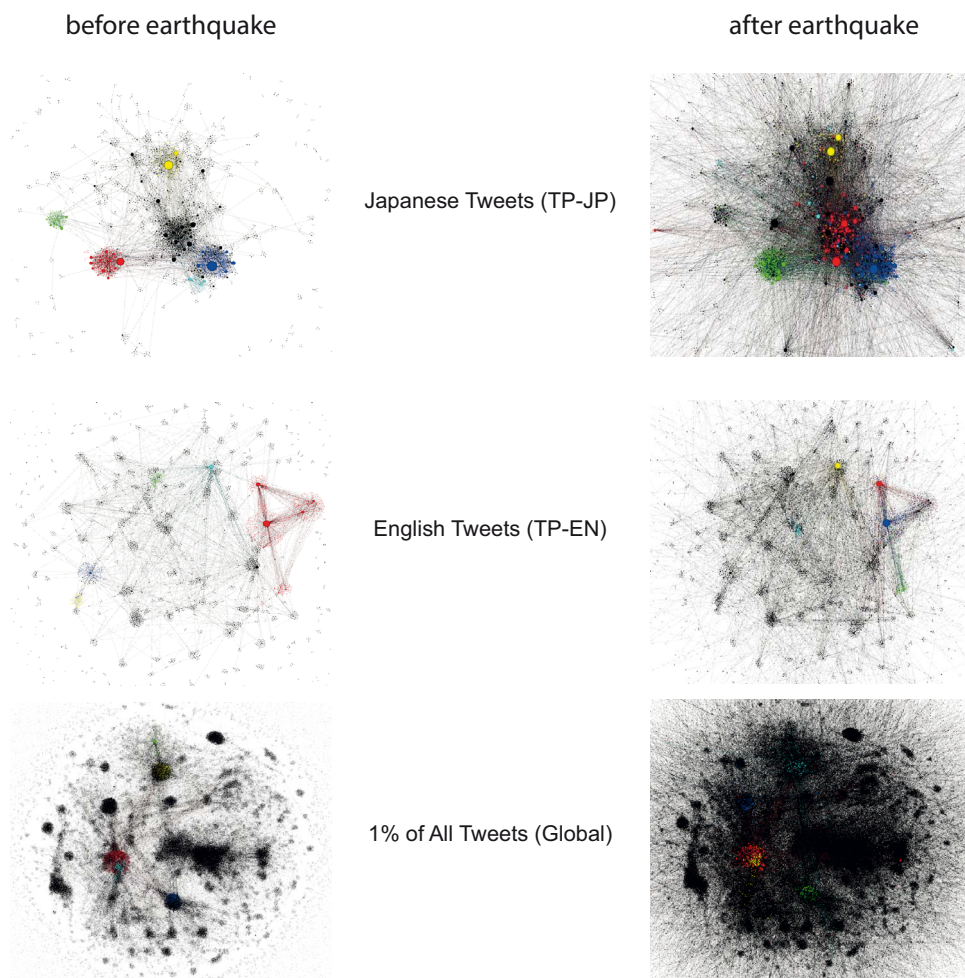 before earthquake
after earthquake
Japanese Tweets (TP-JP)
English Tweets (TP-EN)
1% of All Tweets (Global)